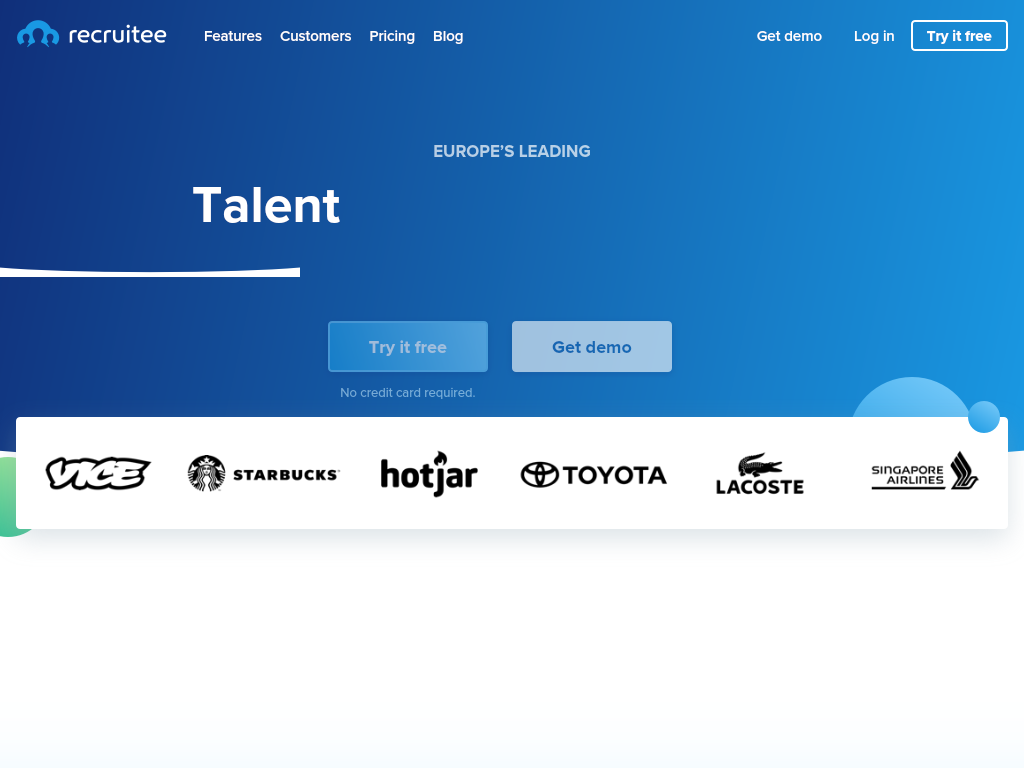 recruitee
Features Customers Pricing Blog
Get demo Log in Try it free
EUROPE'S LEADING
Talent
Try it free Get demo
No credit card required.
VICE STARBUCKS hotjar TOYOTA LACOSTE SINGAPORE AIRLINES